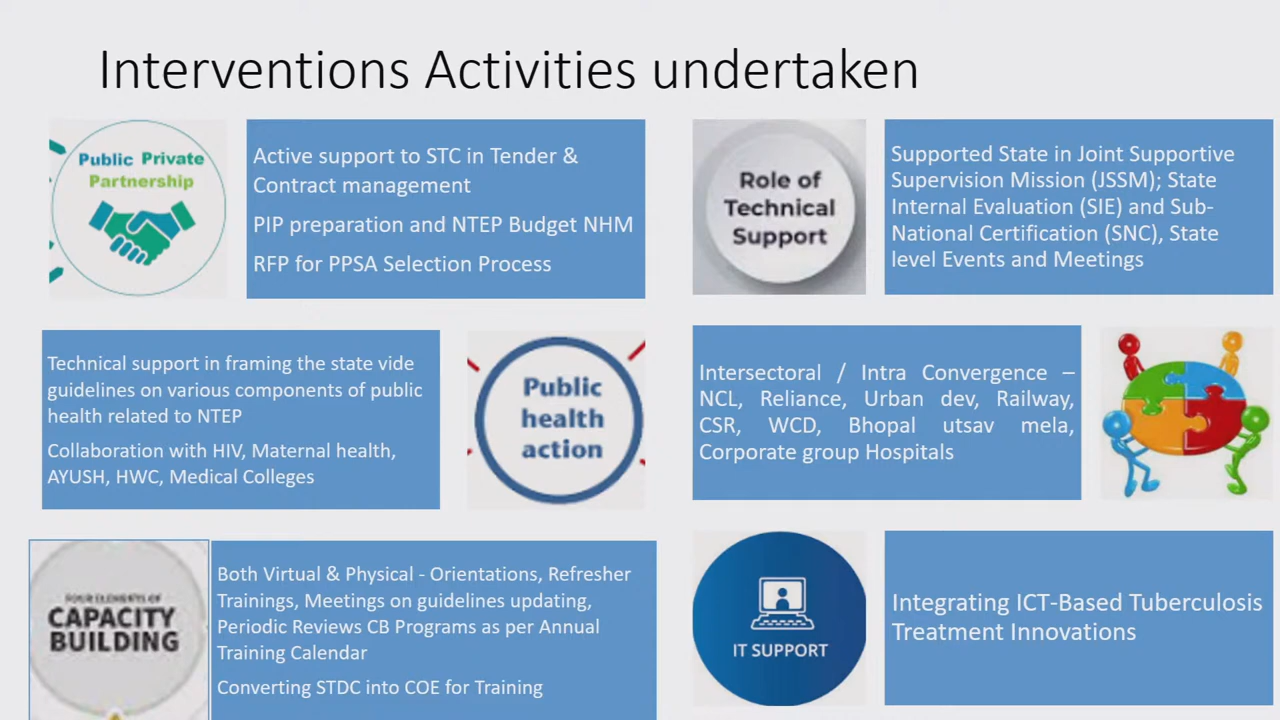 Interventions Activities undertaken
Public Private
Partnership
Active support to STC in Tender &
Contract management
PIP preparation and NTEP Budget NHM
RFP for PPSA Selection Process
Role of
Technical
Support
Supported State in Joint Supportive
Supervision Mission (JSSM); State
Internal Evaluation (SIE) and Sub-
National Certification (SNC), State
level Events and Meetings
Technical support in framing the state vide
guidelines on various components of public
health related to NTEP
Collaboration with HIV, Maternal health,
AYUSH, HWC, Medical Colleges
Public
health
action
Intersectoral / Intra Convergence –
NCL, Reliance, Urban dev, Railway,
CSR, WCD, Bhopal utsav mela,
Corporate group Hospitals
FOUR ELEMENTS OF
CAPACITY
BUILDING
Both Virtual & Physical - Orientations, Refresher
Trainings, Meetings on guidelines updating,
Periodic Reviews CB Programs as per Annual
Training Calendar
Converting STDC into COE for Training
IT SUPPORT
Integrating ICT-Based Tuberculosis
Treatment Innovations